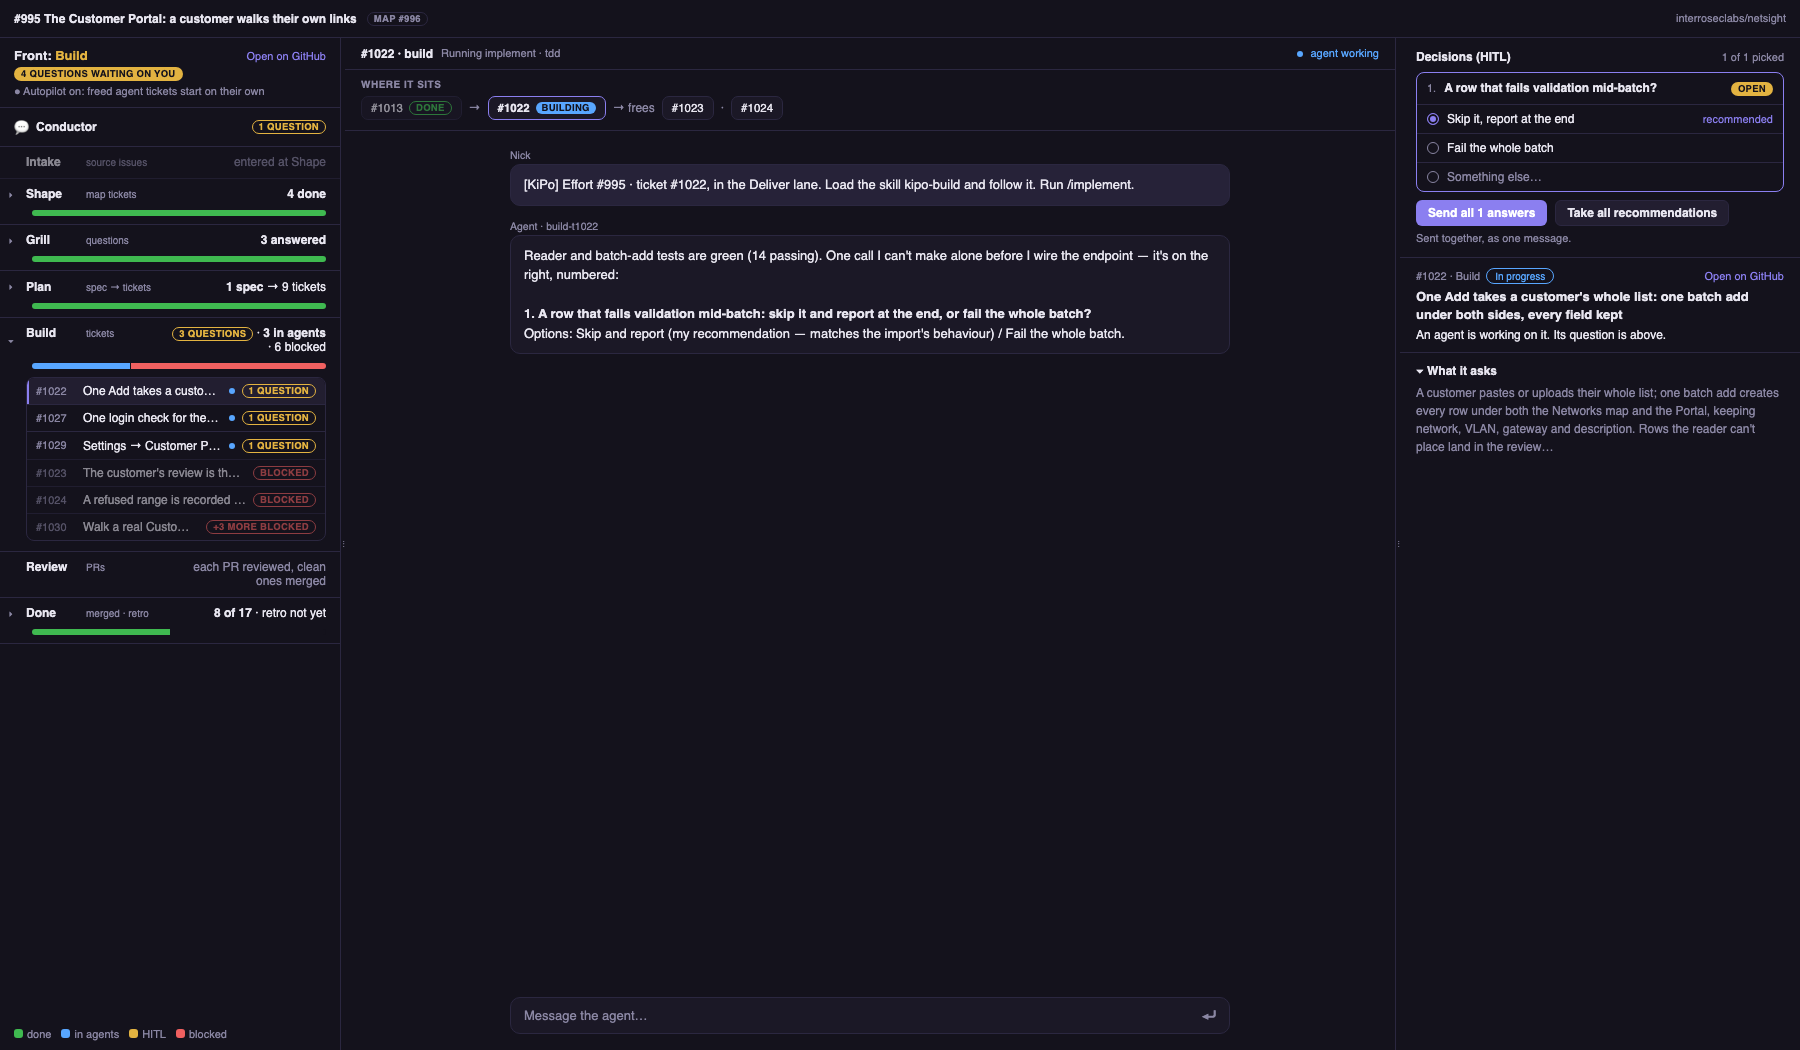 #995 The Customer Portal: a customer walks their own links
MAP #996
interroseclabs/netsight
Front: Build
Open on GitHub
4 QUESTIONS WAITING ON YOU
Autopilot on: freed agent tickets start on their own
Conductor
1 QUESTION
Intake source issues entered at Shape
Shape map tickets 4 done
Grill questions 3 answered
Plan spec → tickets 1 spec → 9 tickets
Build tickets 3 QUESTIONS · 3 in agents
· 6 blocked
#1022 One Add takes a custo… 1 QUESTION
#1027 One login check for the… 1 QUESTION
#1029 Settings → Customer P… 1 QUESTION
#1023 The customer's review is th… BLOCKED
#1024 A refused range is recorded … BLOCKED
#1030 Walk a real Custo… +3 MORE BLOCKED
Review PRs each PR reviewed, clean
ones merged
Done merged · retro 8 of 17 · retro not yet
done in agents HITL blocked
#1022 · build Running implement · tdd
agent working
WHERE IT SITS
#1013 DONE → #1022 BUILDING → frees #1023 · #1024
Nick
[KiPo] Effort #995 · ticket #1022, in the Deliver lane. Load the skill kipo-build and follow it. Run /implement.
Agent · build-t1022
Reader and batch-add tests are green (14 passing). One call I can't make alone before I wire the endpoint — it's on the
right, numbered:
1. A row that fails validation mid-batch: skip it and report at the end, or fail the whole batch?
Options: Skip and report (my recommendation — matches the import's behaviour) / Fail the whole batch.
Message the agent…
Decisions (HITL)
1 of 1 picked
1. A row that fails validation mid-batch? OPEN
Skip it, report at the end recommended
Fail the whole batch
Something else…
Send all 1 answers
Take all recommendations
Sent together, as one message.
#1022 · Build In progress
Open on GitHub
One Add takes a customer's whole list: one batch add
under both sides, every field kept
An agent is working on it. Its question is above.
What it asks
A customer pastes or uploads their whole list; one batch add creates
every row under both the Networks map and the Portal, keeping
network, VLAN, gateway and description. Rows the reader can't
place land in the review…